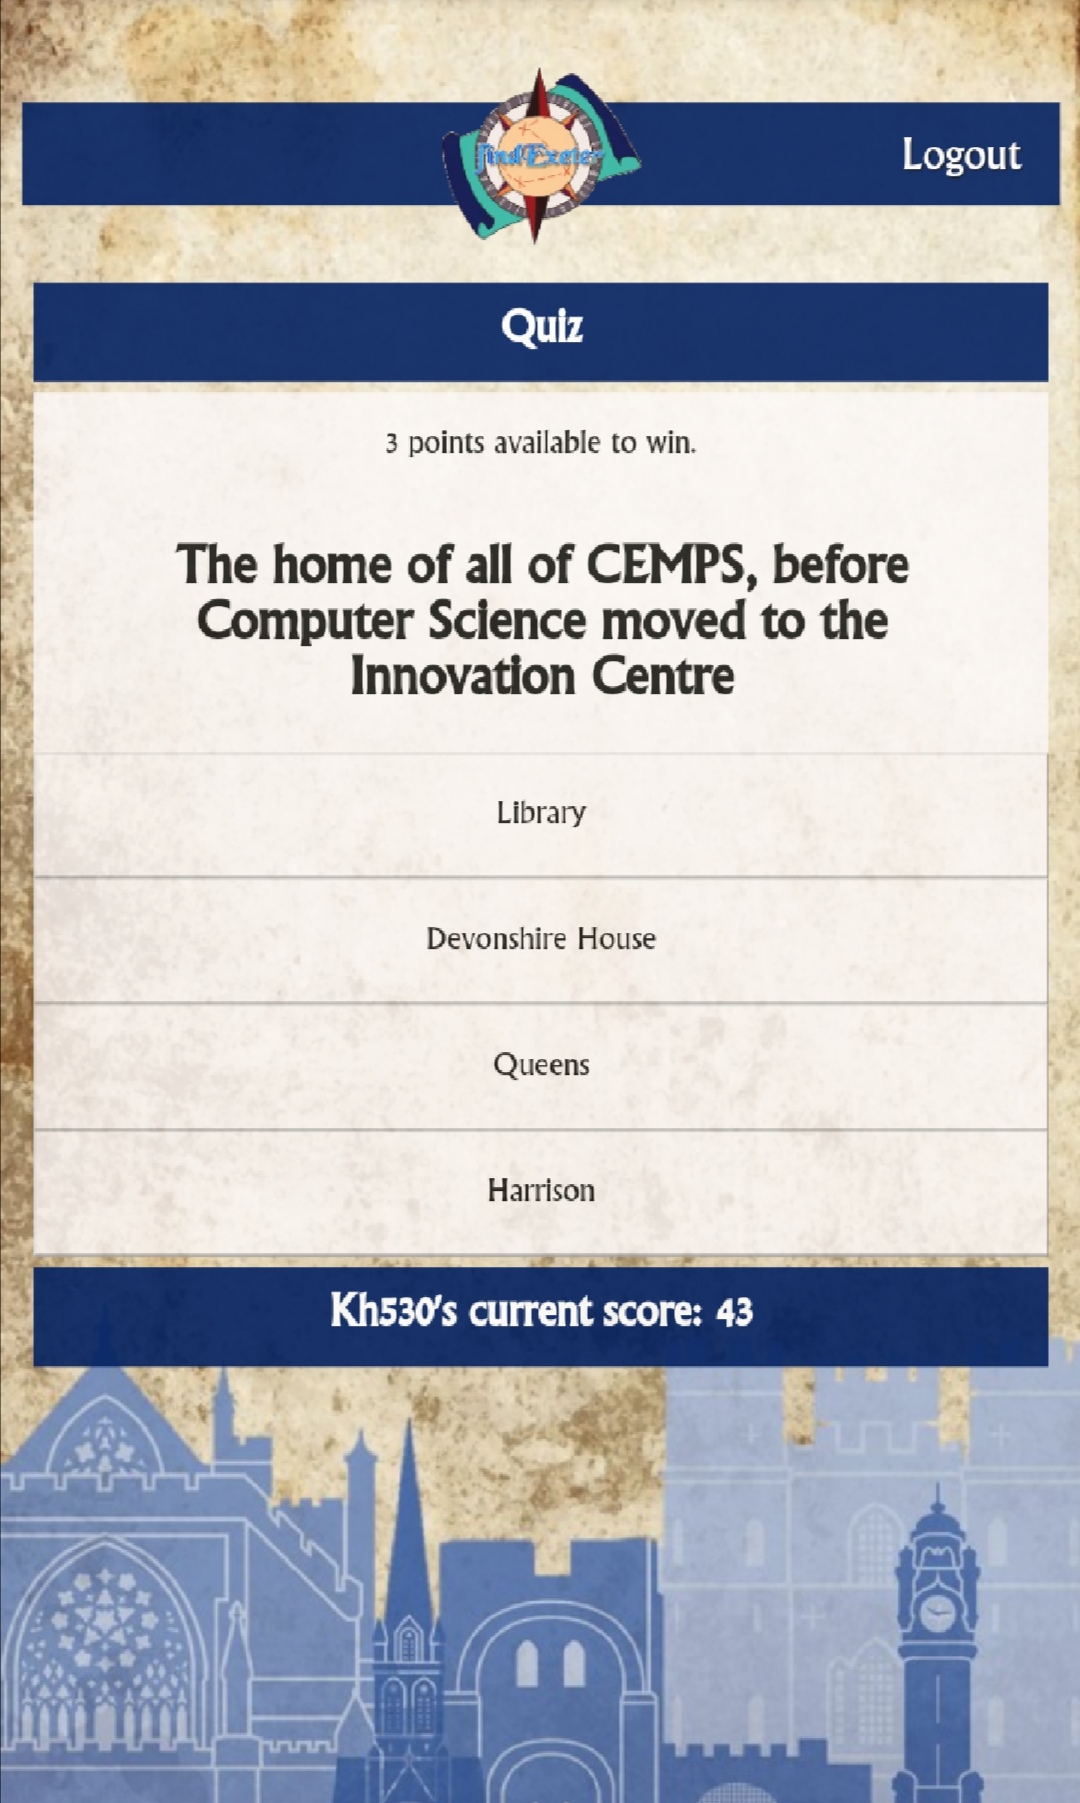 findExeter
Logout
Quiz
3 points available to win.
The home of all of CEMPS, before
Computer Science moved to the
Innovation Centre
Library
Devonshire House
Queens
Harrison
Kh530's current score: 43